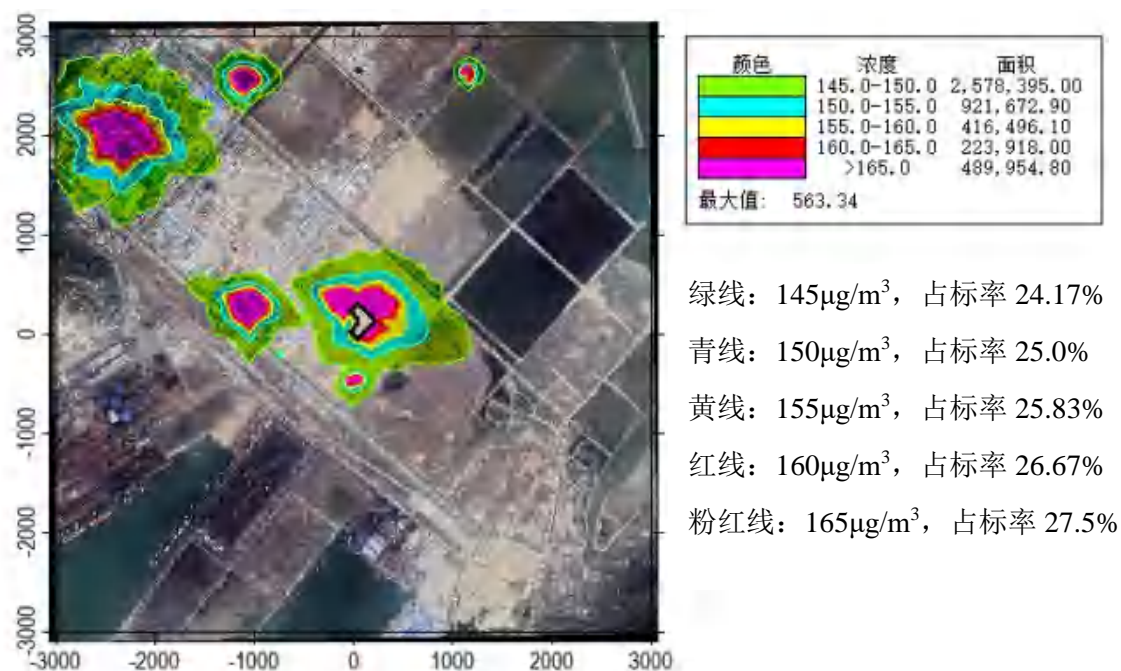 3000
2000
1000
0
-1000
-2000
-3000
-3000 -2000 -1000 0 1000 2000 3000
颜色 浓度 面积
145.0-150.0 2,578,395.00
150.0-155.0 921,672.90
155.0-160.0 416,496.10
160.0-165.0 223,918.00
>165.0 489,954.80
最大值: 563.34
绿线：145μg/m³，占标率 24.17%
青线：150μg/m³，占标率 25.0%
黄线：155μg/m³，占标率 25.83%
红线：160μg/m³，占标率 26.67%
粉红线：165μg/m³，占标率 27.5%